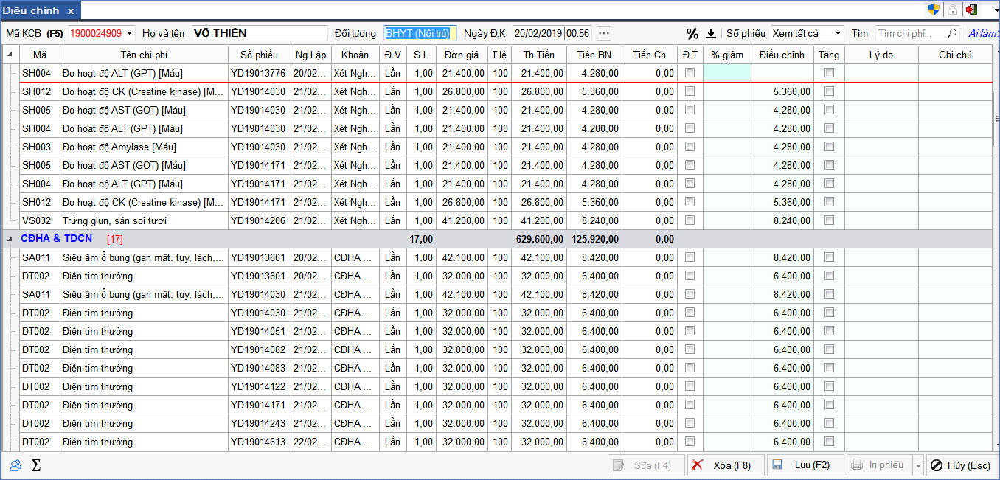 Điều chỉnh x
Mã KCB (F5) 1900024909 Họ và tên VÕ THIÊN Đối tượng BHYT (Nội trú) Ngày Đ.K 20/02/2019 00:56 ... % Số phiếu Xem tất cả Tìm Tìm chi phí... Ai làm?
Mã Tên chi phí Số phiếu Ng.Lập Khoản Đ.V S.L Đơn giá T.lệ Th.Tiền Tiền BN Tiền Ch Đ.T % giảm Điều chỉnh Tăng Lý do Ghi chú
SH004 Đo hoạt độ ALT (GPT) [Máu] YD19013776 20/02... Xét Ngh... Lần 1,00 21.400,00 100 21.400,00 4.280,00 0,00
SH012 Đo hoạt độ CK (Creatine kinase) [M... YD19014030 21/02... Xét Ngh... Lần 1,00 26.800,00 100 26.800,00 5.360,00 0,00 5.360,00
SH005 Đo hoạt độ AST (GOT) [Máu] YD19014030 21/02... Xét Ngh... Lần 1,00 21.400,00 100 21.400,00 4.280,00 0,00 4.280,00
SH004 Đo hoạt độ ALT (GPT) [Máu] YD19014030 21/02... Xét Ngh... Lần 1,00 21.400,00 100 21.400,00 4.280,00 0,00 4.280,00
SH003 Đo hoạt độ Amylase [Máu] YD19014030 21/02... Xét Ngh... Lần 1,00 21.400,00 100 21.400,00 4.280,00 0,00 4.280,00
SH005 Đo hoạt độ AST (GOT) [Máu] YD19014171 21/02... Xét Ngh... Lần 1,00 21.400,00 100 21.400,00 4.280,00 0,00 4.280,00
SH004 Đo hoạt độ ALT (GPT) [Máu] YD19014171 21/02... Xét Ngh... Lần 1,00 21.400,00 100 21.400,00 4.280,00 0,00 4.280,00
SH012 Đo hoạt độ CK (Creatine kinase) [M... YD19014171 21/02... Xét Ngh... Lần 1,00 26.800,00 100 26.800,00 5.360,00 0,00 5.360,00
VS032 Trứng giun, sán soi tươi YD19014206 21/02... Xét Ngh... Lần 1,00 41.200,00 100 41.200,00 8.240,00 0,00 8.240,00
CĐHA & TDCN [17] 17,00 629.600,00 125.920,00 0,00
SA011 Siêu âm ổ bụng (gan mật, tụy, lách,... YD19013601 20/02... CĐHA ... Lần 1,00 42.100,00 100 42.100,00 8.420,00 0,00 8.420,00
DT002 Điện tim thường YD19013601 20/02... CĐHA ... Lần 1,00 32.000,00 100 32.000,00 6.400,00 0,00 6.400,00
SA011 Siêu âm ổ bụng (gan mật, tụy, lách,... YD19014030 21/02... CĐHA ... Lần 1,00 42.100,00 100 42.100,00 8.420,00 0,00 8.420,00
DT002 Điện tim thường YD19014030 21/02... CĐHA ... Lần 1,00 32.000,00 100 32.000,00 6.400,00 0,00 6.400,00
DT002 Điện tim thường YD19014051 21/02... CĐHA ... Lần 1,00 32.000,00 100 32.000,00 6.400,00 0,00 6.400,00
DT002 Điện tim thường YD19014082 21/02... CĐHA ... Lần 1,00 32.000,00 100 32.000,00 6.400,00 0,00 6.400,00
DT002 Điện tim thường YD19014083 21/02... CĐHA ... Lần 1,00 32.000,00 100 32.000,00 6.400,00 0,00 6.400,00
DT002 Điện tim thường YD19014122 21/02... CĐHA ... Lần 1,00 32.000,00 100 32.000,00 6.400,00 0,00 6.400,00
DT002 Điện tim thường YD19014171 21/02... CĐHA ... Lần 1,00 32.000,00 100 32.000,00 6.400,00 0,00 6.400,00
DT002 Điện tim thường YD19014243 21/02... CĐHA ... Lần 1,00 32.000,00 100 32.000,00 6.400,00 0,00 6.400,00
DT002 Điện tim thường YD19014613 22/02... CĐHA ... Lần 1,00 32.000,00 100 32.000,00 6.400,00 0,00 6.400,00
Σ Sửa (F4) Xóa (F8) Lưu (F2) In phiếu Hủy (Esc)